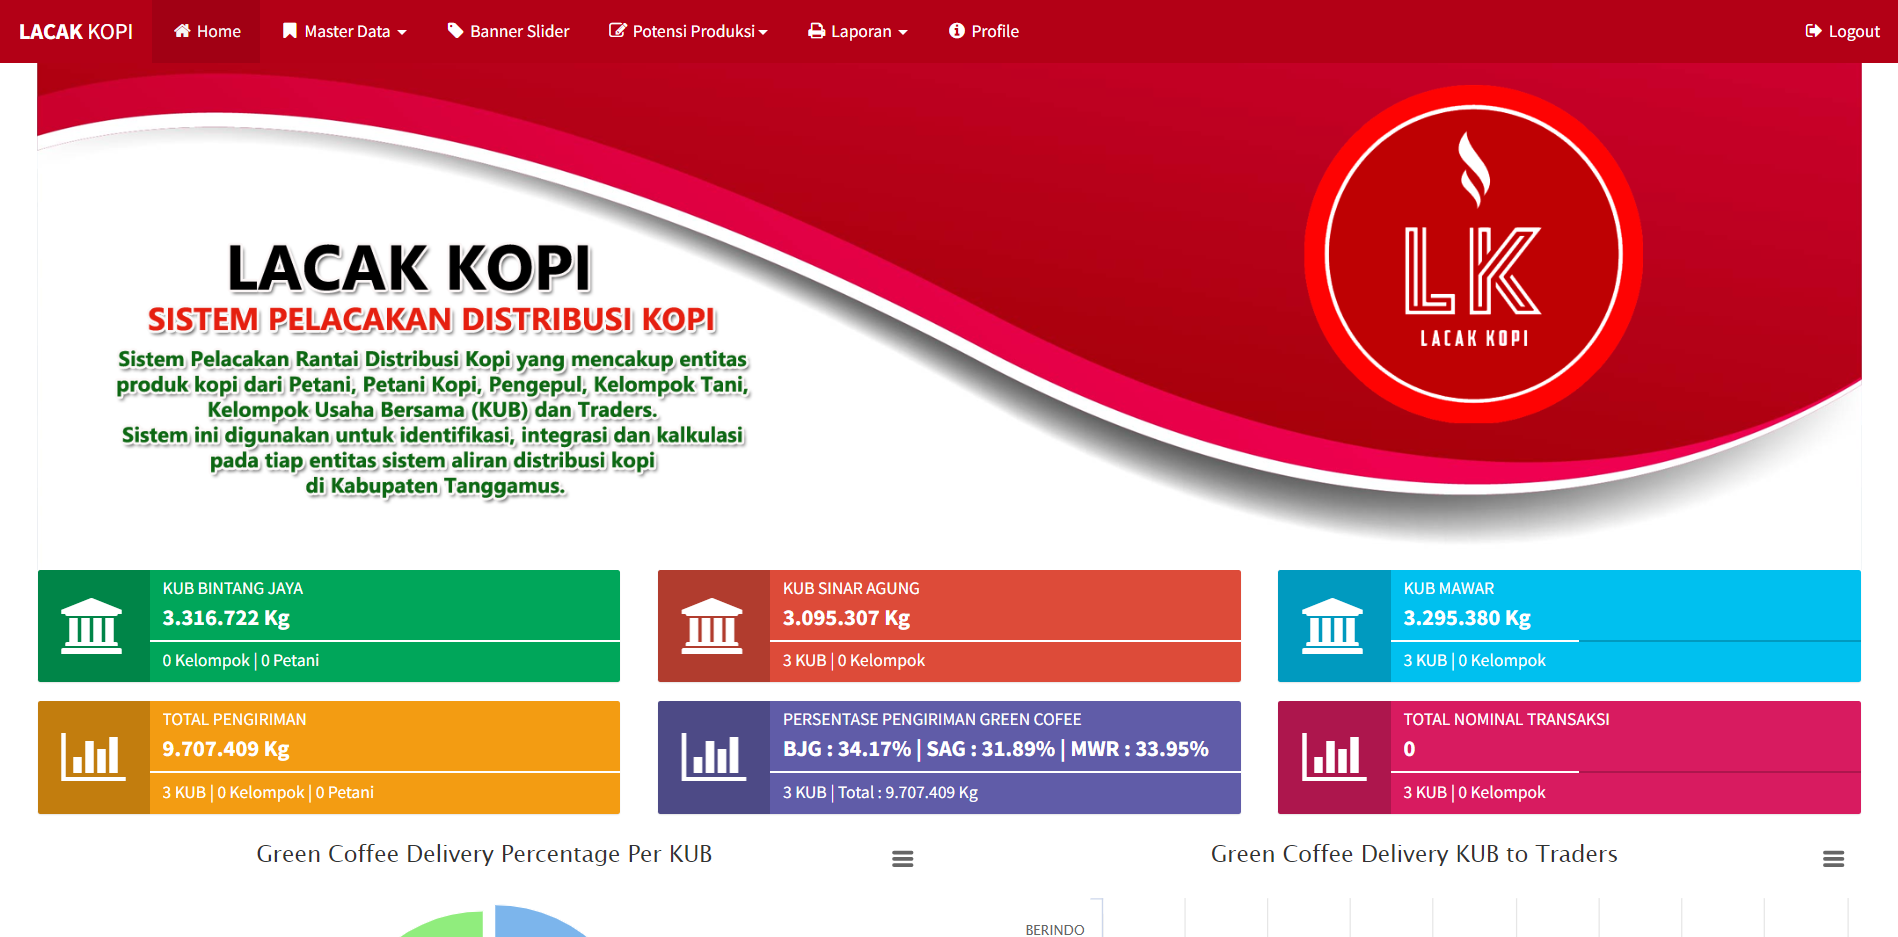 LACAK KOPI
Home
Master Data
Banner Slider
Potensi Produksi
Laporan
Profile
Logout
LACAK KOPI
SISTEM PELACAKAN DISTRIBUSI KOPI
Sistem Pelacakan Rantai Distribusi Kopi yang mencakup entitas
produk kopi dari Petani, Petani Kopi, Pengepul, Kelompok Tani,
Kelompok Usaha Bersama (KUB) dan Traders.
Sistem ini digunakan untuk identifikasi, integrasi dan kalkulasi
pada tiap entitas sistem aliran distribusi kopi
di Kabupaten Tanggamus.
LK
LACAK KOPI
KUB BINTANG JAYA
3.316.722 Kg
0 Kelompok | 0 Petani
KUB SINAR AGUNG
3.095.307 Kg
3 KUB | 0 Kelompok
KUB MAWAR
3.295.380 Kg
3 KUB | 0 Kelompok
TOTAL PENGIRIMAN
9.707.409 Kg
3 KUB | 0 Kelompok | 0 Petani
PERSENTASE PENGIRIMAN GREEN COFEE
BJG : 34.17% | SAG : 31.89% | MWR : 33.95%
3 KUB | Total : 9.707.409 Kg
TOTAL NOMINAL TRANSAKSI
0
3 KUB | 0 Kelompok
Green Coffee Delivery Percentage Per KUB
Green Coffee Delivery KUB to Traders
BERINDO